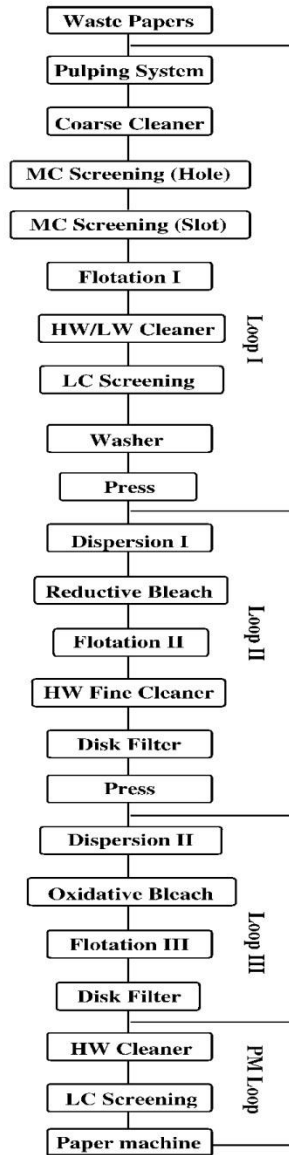 Waste Papers
Pulping System
Coarse Cleaner
MC Screening (Hole)
MC Screening (Slot)
Flotation I
HW/LW Cleaner
Loop I
LC Screening
Washer
Press
Dispersion I
Reductive Bleach
Loop II
Flotation II
HW Fine Cleaner
Disk Filter
Press
Dispersion II
Oxidative Bleach
Loop III
Flotation III
Disk Filter
HW Cleaner
PM Loop
LC Screening
Paper machine